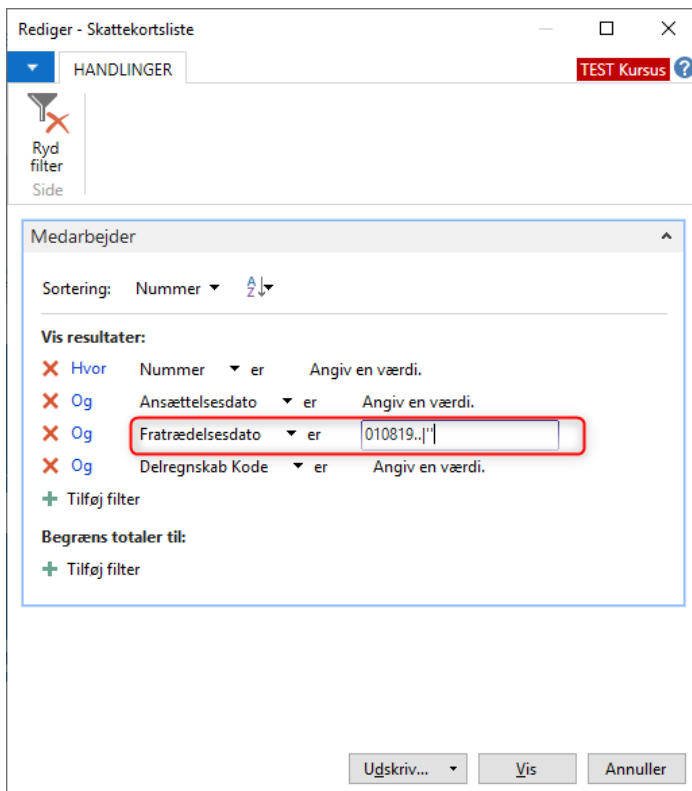 Rediger - Skattekortsliste
HANDLINGER
TEST Kursus ?
Ryd
filter
Side
Medarbejder
Sortering: Nummer
Vis resultater:
Hvor Nummer er Angiv en værdi.
Og Ansættelsesdato er Angiv en værdi.
Og Fratrædelsesdato er 010819..|''
Og Delregnskab Kode er Angiv en værdi.
Tilføj filter
Begræns totaler til:
Tilføj filter
Udskriv... Vis Annuller